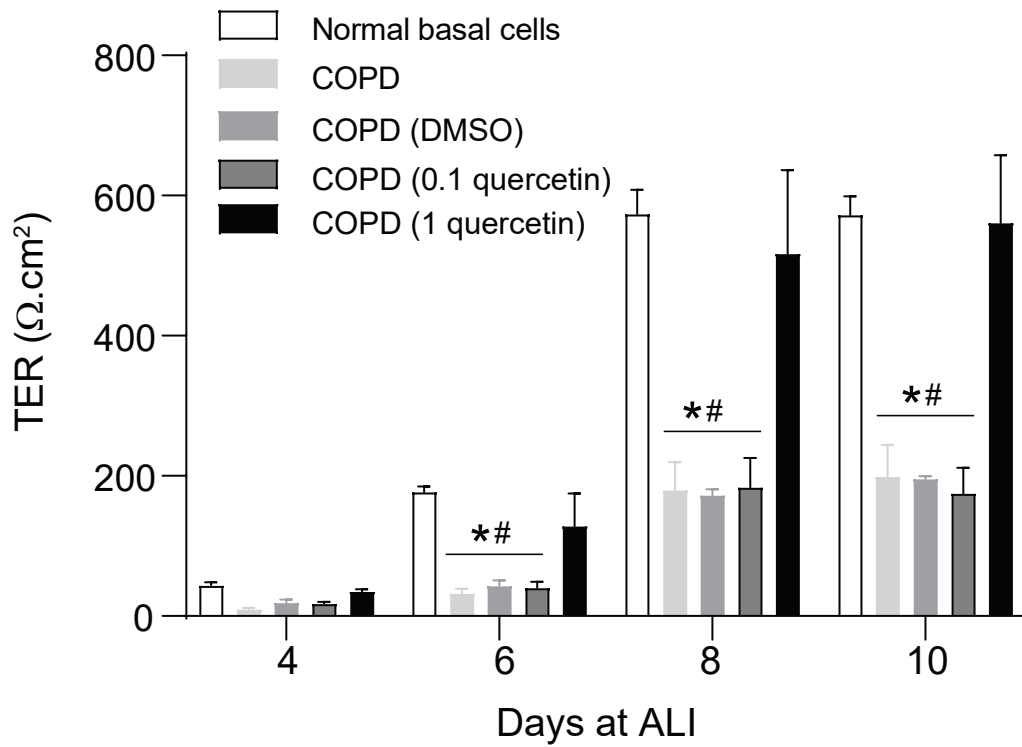 Normal basal cells
COPD
COPD (DMSO)
COPD (0.1 quercetin)
COPD (1 quercetin)
TER (Ω.cm²)
800
600
400
200
0
*#
*#
*#
4 6 8 10
Days at ALI